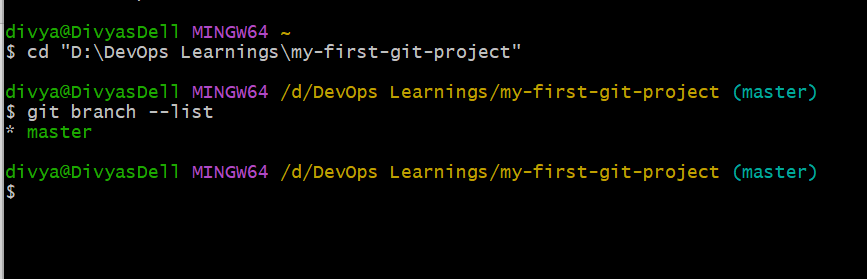 divya@DivyasDell MINGW64 ~
$ cd "D:\DevOps Learnings\my-first-git-project"
divya@DivyasDell MINGW64 /d/DevOps Learnings/my-first-git-project (master)
$ git branch --list
* master
divya@DivyasDell MINGW64 /d/DevOps Learnings/my-first-git-project (master)
$